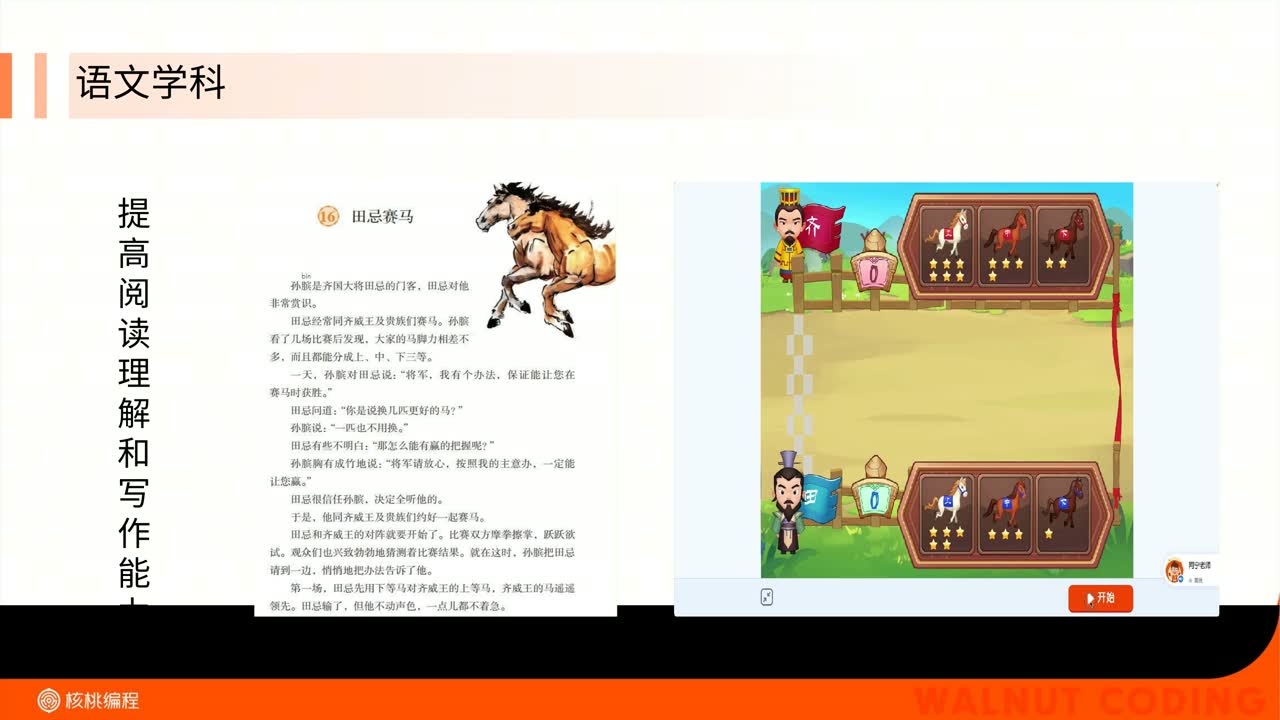 语文学科
提高阅读理解和写作能
16 田忌赛马
bìn
孙膑是齐国大将田忌的门客，田忌对他
非常赏识。
田忌经常同齐威王及贵族们赛马。孙膑
看了几场比赛后发现，大家的马脚力相差不
多，而且都能分成上、中、下三等。
一天，孙膑对田忌说：“将军，我有个办法，保证能让您在
赛马时获胜。”
田忌问道：“你是说换几匹更好的马？”
孙膑说：“一匹也不用换。”
田忌有些不明白：“那怎么能有赢的把握呢？”
孙膑胸有成竹地说：“将军请放心，按照我的主意办，一定能
让您赢。”
田忌很信任孙膑，决定全听他的。
于是，他同齐威王及贵族们约好一起赛马。
田忌和齐威王的对阵就要开始了。比赛双方摩拳擦掌，跃跃欲
试。观众们也兴致勃勃地猜测着比赛结果。就在这时，孙膑把田忌
请到一边，悄悄地把办法告诉了他。
第一场，田忌先用下等马对齐威王的上等马，齐威王的马遥遥
领先。田忌输了，但他不动声色，一点儿都不着急。
齐
0
上 中 下
田
0
上 中 下
阿宁老师
开始
核桃编程
WALNUT CODING